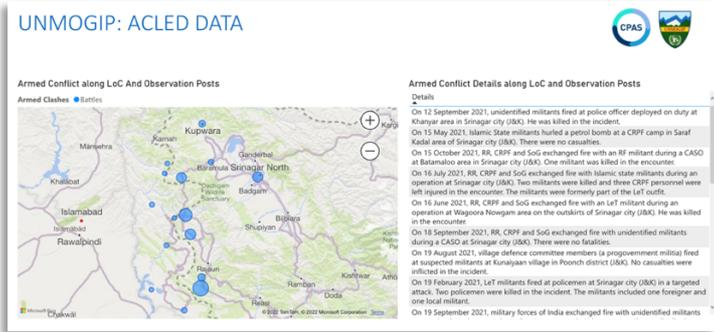 UNMOGIP: ACLED DATA
CPAS
Armed Conflict along LoC And Observation Posts
Armed Clashes Battles
Kupwara
Karnah
Mansehra
Ganderbal
Baramula Srinagar North
Khalabat
Dachigam
Wildlife
Sanctuary
Badgam
Islamabad
Islamabad
Rawalpindi
Bijbiara
Shupiyan
Rajauri
Kishtwar
Ramban
Doda
Reasi
Chakwal
Microsoft Bing
© 2022 TomTom, © 2022 Microsoft Corporation Terms
Armed Conflict Details along LoC and Observation Posts
Details
On 12 September 2021, unidentified militants fired at police officer deployed on duty at
Khanyar area in Srinagar city (J&K). He was killed in the incident.
On 15 May 2021, Islamic State militants hurled a petrol bomb at a CRPF camp in Saraf
Kadal area of Srinagar city (J&K). There were no casualties.
On 15 October 2021, RR, CRPF and SoG exchanged fire with an RF militant during a CASO
at Batamaloo area in Srinagar city (J&K). One militant was killed in the encounter.
On 16 July 2021, RR, CRPF and SoG exchanged fire with Islamic state militants during an
operation at Srinagar city (J&K). Two militants were killed and three CRPF personnel were
left injured in the encounter. The militants were formerly part of the LeT outfit.
On 16 June 2021, RR, CRPF and SoG exchanged fire with an LeT militant during an
operation at Wagoora Nowgam area on the outskirts of Srinagar city (J&K). He was killed
in the encounter.
On 18 September 2021, RR, CRPF and SoG exchanged fire with unidentified militants
during a CASO at Srinagar city (J&K). There were no fatalities.
On 19 August 2021, village defence committee members (a progovernment militia) fired
at suspected militants at Kunaiyaan village in Poonch district (J&K). No casualties were
inflicted in the incident.
On 19 February 2021, LeT militants fired at policemen at Srinagar city (J&K) in a targeted
attack. Two policemen were killed in the incident. The militants included one foreigner and
one local militant.
On 19 September 2021, military forces of India exchanged fire with unidentified militants